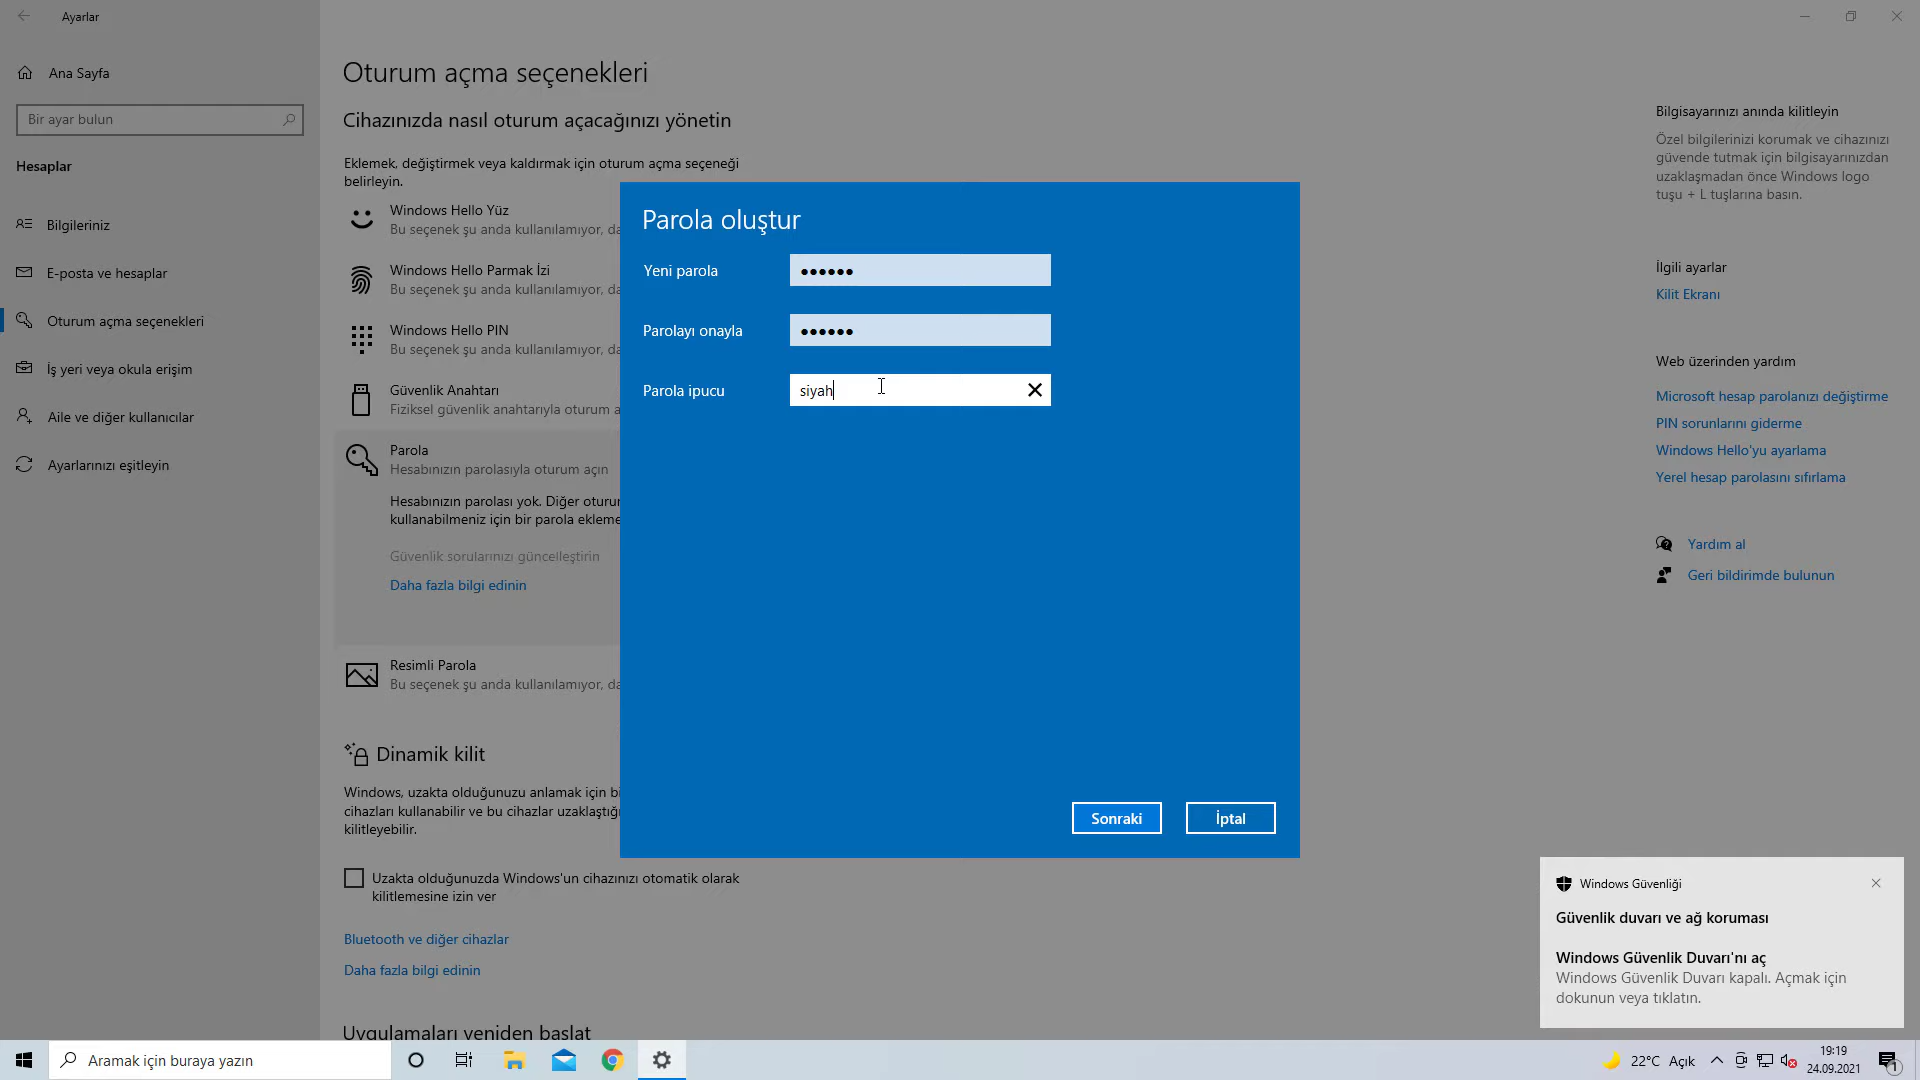 Ayarlar
Ana Sayfa
Bir ayar bulun
Hesaplar
Bilgileriniz
E-posta ve hesaplar
Oturum açma seçenekleri
İş yeri veya okula erişim
Aile ve diğer kullanıcılar
Ayarlarınızı eşitleyin
Oturum açma seçenekleri
Cihazınızda nasıl oturum açacağınızı yönetin
Eklemek, değiştirmek veya kaldırmak için oturum açma seçeneği
belirleyin.
Windows Hello Yüz
Bu seçenek şu anda kullanılamıyor, da
Windows Hello Parmak İzi
Bu seçenek şu anda kullanılamıyor, da
Windows Hello PIN
Bu seçenek şu anda kullanılamıyor, da
Güvenlik Anahtarı
Fiziksel güvenlik anahtarıyla oturum a
Parola
Hesabınızın parolasıyla oturum açın
Hesabınızın parolası yok. Diğer oturur
kullanabilmeniz için bir parola ekleme
Güvenlik sorularınızı güncelleştirin
Daha fazla bilgi edinin
Resimli Parola
Bu seçenek şu anda kullanılamıyor, da
Dinamik kilit
Windows, uzakta olduğunuzu anlamak için bi
cihazları kullanabilir ve bu cihazlar uzaklaştığı
kilitleyebilir.
Uzakta olduğunuzda Windows'un cihazınızı otomatik olarak
kilitlemesine izin ver
Bluetooth ve diğer cihazlar
Daha fazla bilgi edinin
Uygulamaları yeniden başlat
Parola oluştur
Yeni parola
••••••
Parolayı onayla
••••••
Parola ipucu
siyah
Sonraki
İptal
Bilgisayarınızı anında kilitleyin
Özel bilgilerinizi korumak ve cihazınızı
güvende tutmak için bilgisayarınızdan
uzaklaşmadan önce Windows logo
tuşu + L tuşlarına basın.
İlgili ayarlar
Kilit Ekranı
Web üzerinden yardım
Microsoft hesap parolanızı değiştirme
PIN sorunlarını giderme
Windows Hello'yu ayarlama
Yerel hesap parolasını sıfırlama
Yardım al
Geri bildirimde bulunun
Windows Güvenliği
Güvenlik duvarı ve ağ koruması
Windows Güvenlik Duvarı'nı aç
Windows Güvenlik Duvarı kapalı. Açmak için
dokunun veya tıklatın.
Aramak için buraya yazın
22°C Açık
19:19
24.09.2021
1